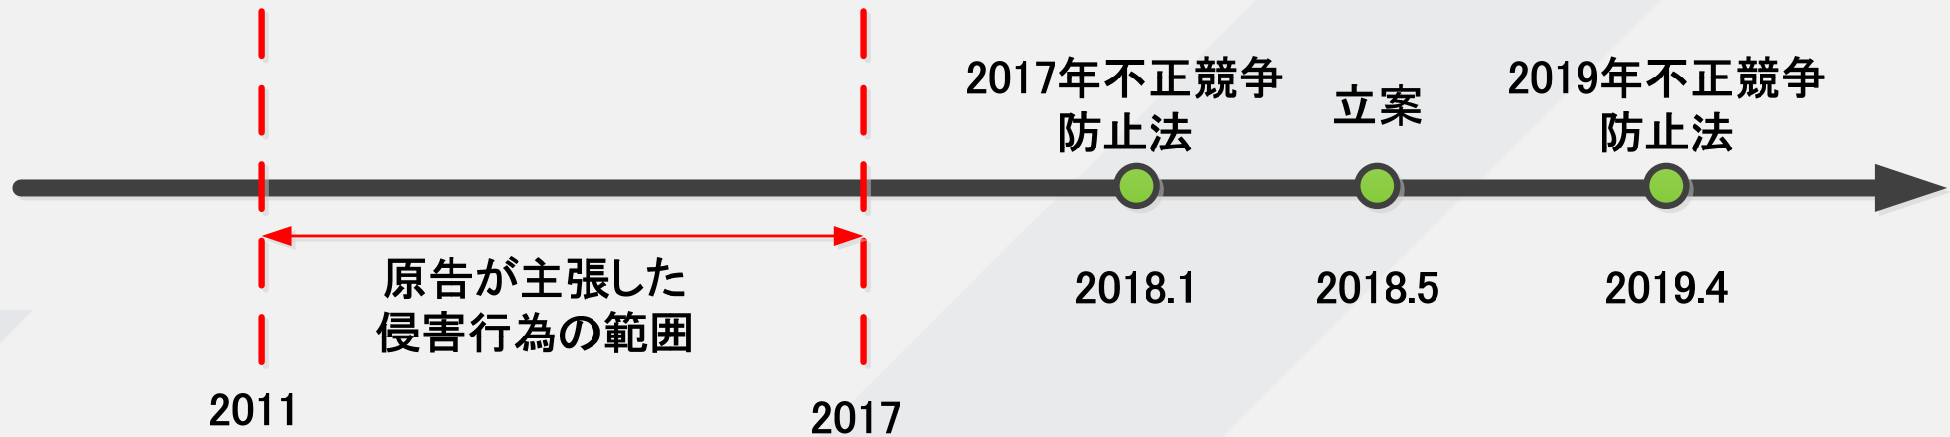 2017年不正競争
防止法
立案
2019年不正競争
防止法
原告が主張した
侵害行為の範囲
2018.1
2018.5
2019.4
2011
2017